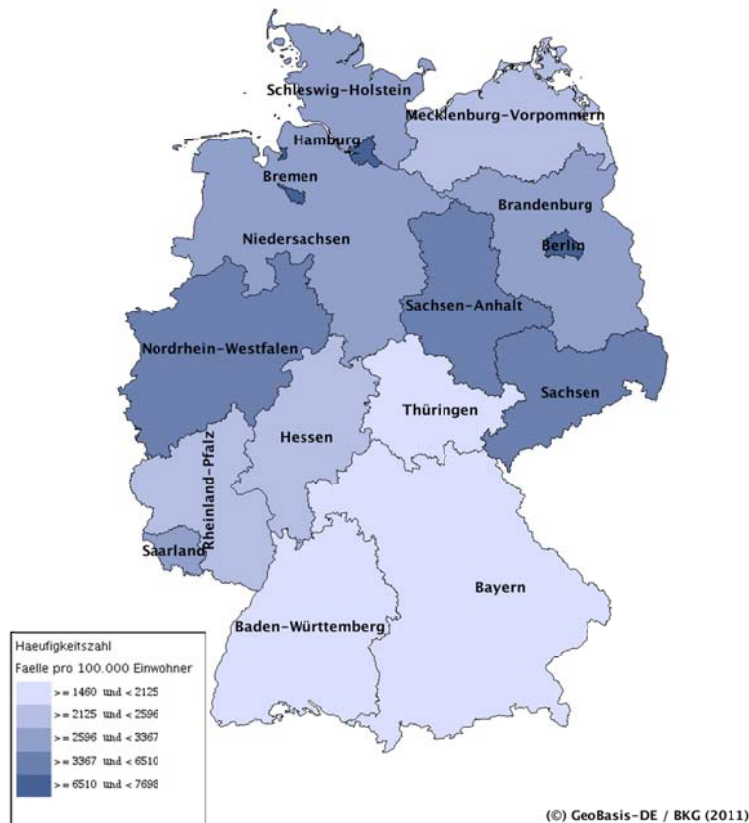 Schleswig-Holstein
Mecklenburg-Vorpommern
Hamburg
Bremen
Brandenburg
Niedersachsen
Berlin
Sachsen-Anhalt
Nordrhein-Westfalen
Sachsen
Thüringen
Hessen
Rheinland-Pfalz
Saarland
Bayern
Baden-Württemberg
Haeufigkeitszahl
Faelle pro 100.000 Einwohner
>= 1460 und < 2125
>= 2125 und < 2596
>= 2596 und < 3367
>= 3367 und < 6510
>= 6510 und < 7698
(©) GeoBasis-DE / BKG (2011)